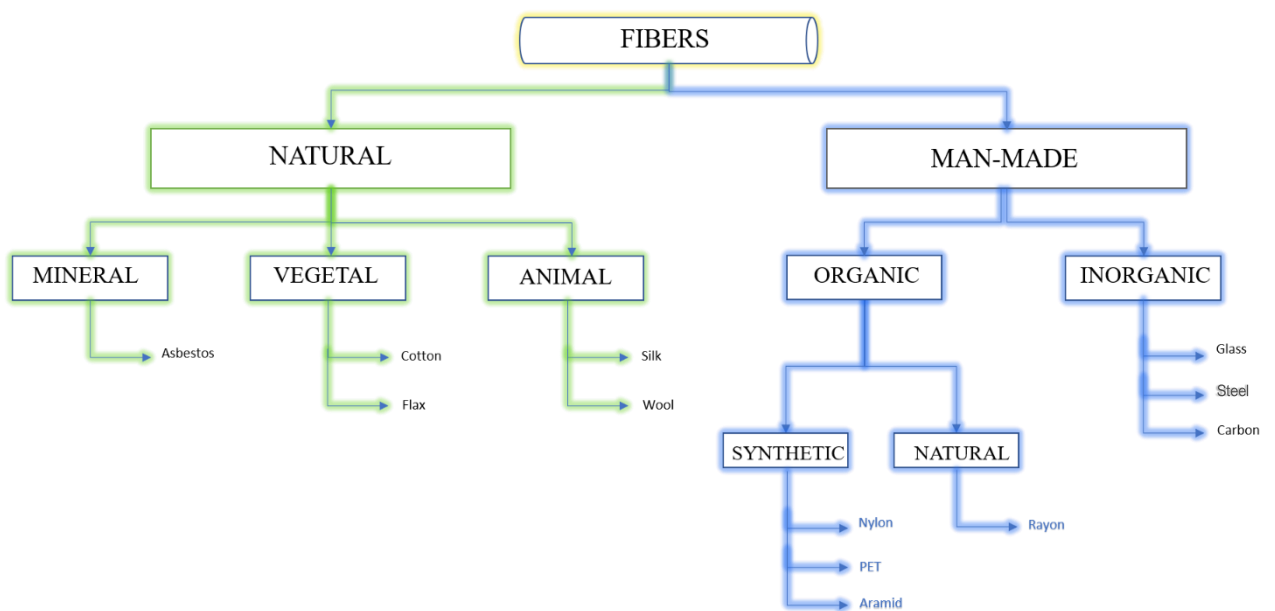 FIBERS
NATURAL
MAN-MADE
MINERAL
VEGETAL
ANIMAL
ORGANIC
INORGANIC
Asbestos
Cotton
Flax
Silk
Wool
Glass
Steel
Carbon
SYNTHETIC
NATURAL
Nylon
PET
Aramid
Rayon